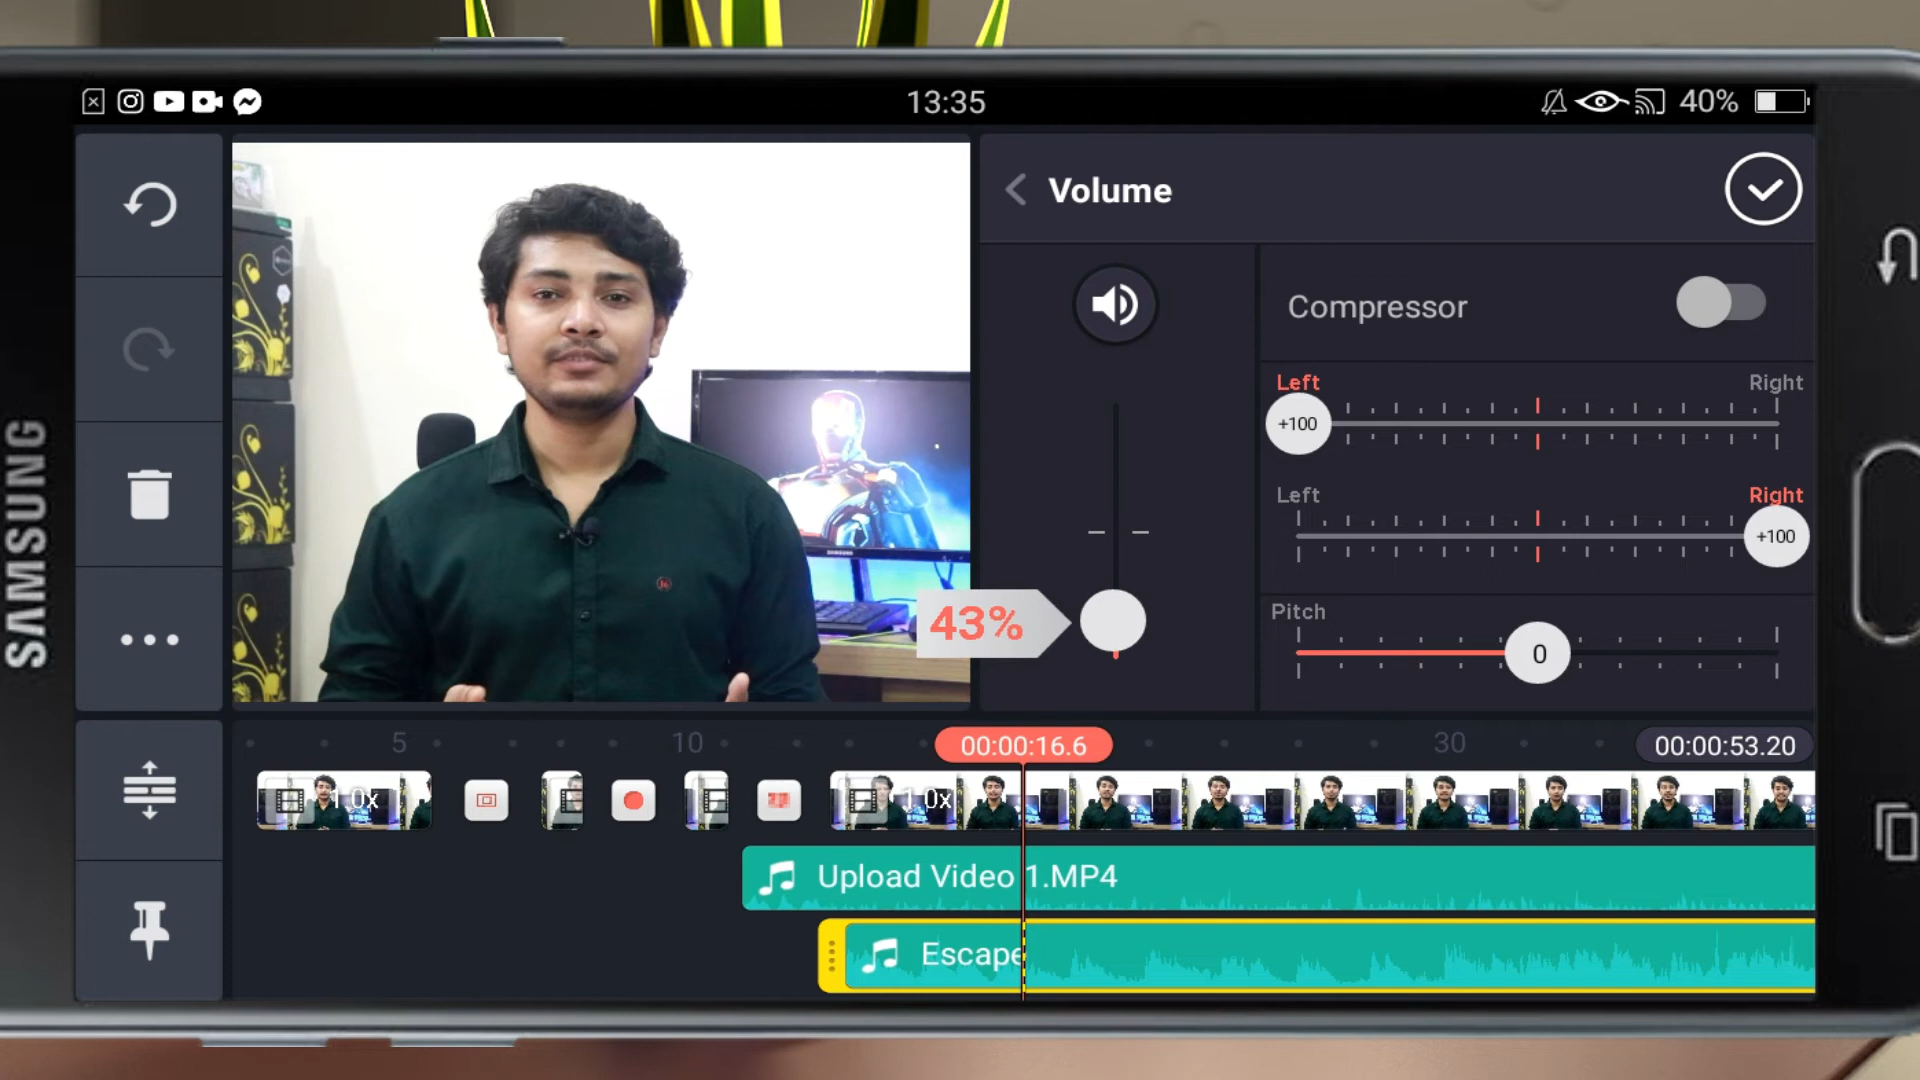 13:35
40%
SAMSUNG
Volume
Compressor
Left
Right
+100
Left
Right
+100
43%
Pitch
0
5
10
00:00:16.6
30
00:00:53.20
1.0x
1.0x
Upload Video 1.MP4
Escape